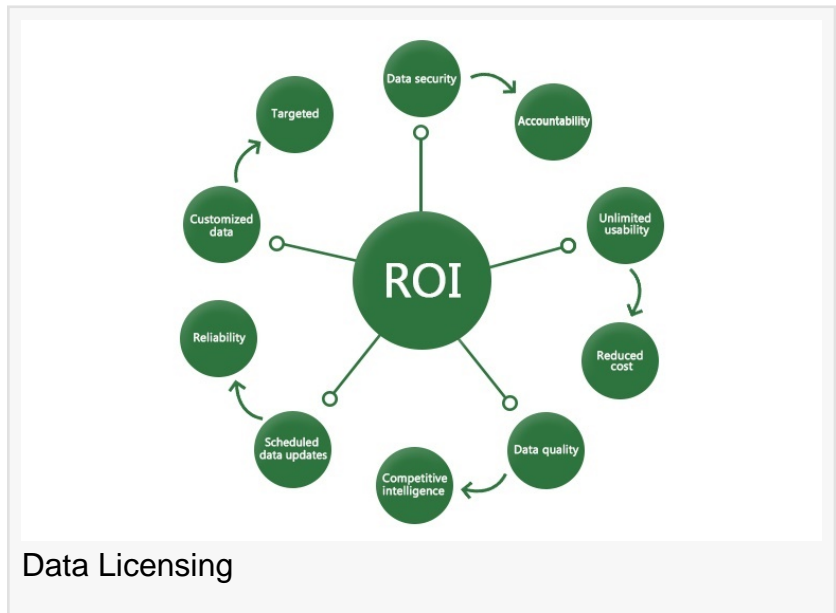 Data security
Accountability
Targeted
Customized
data
Unlimited
usability
ROI
Reliability
Reduced
cost
Scheduled
data updates
Data quality
Competitive
intelligence
Data Licensing